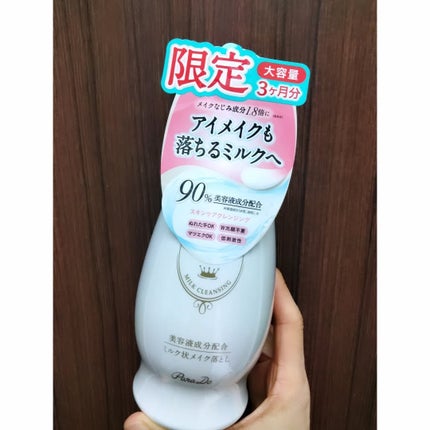 限定
大容量
3ヶ月分
メイクなじみ成分1.8倍に
アイメイクも
落ちるミルクへ
90%美容液成分配合
スキンケアクレンジング
ぬれた手OK
W洗顔不要
マツエクOK
低刺激性
MILK CLEANSING
美容液成分配合
ミルク状メイク落とし
ParaDo